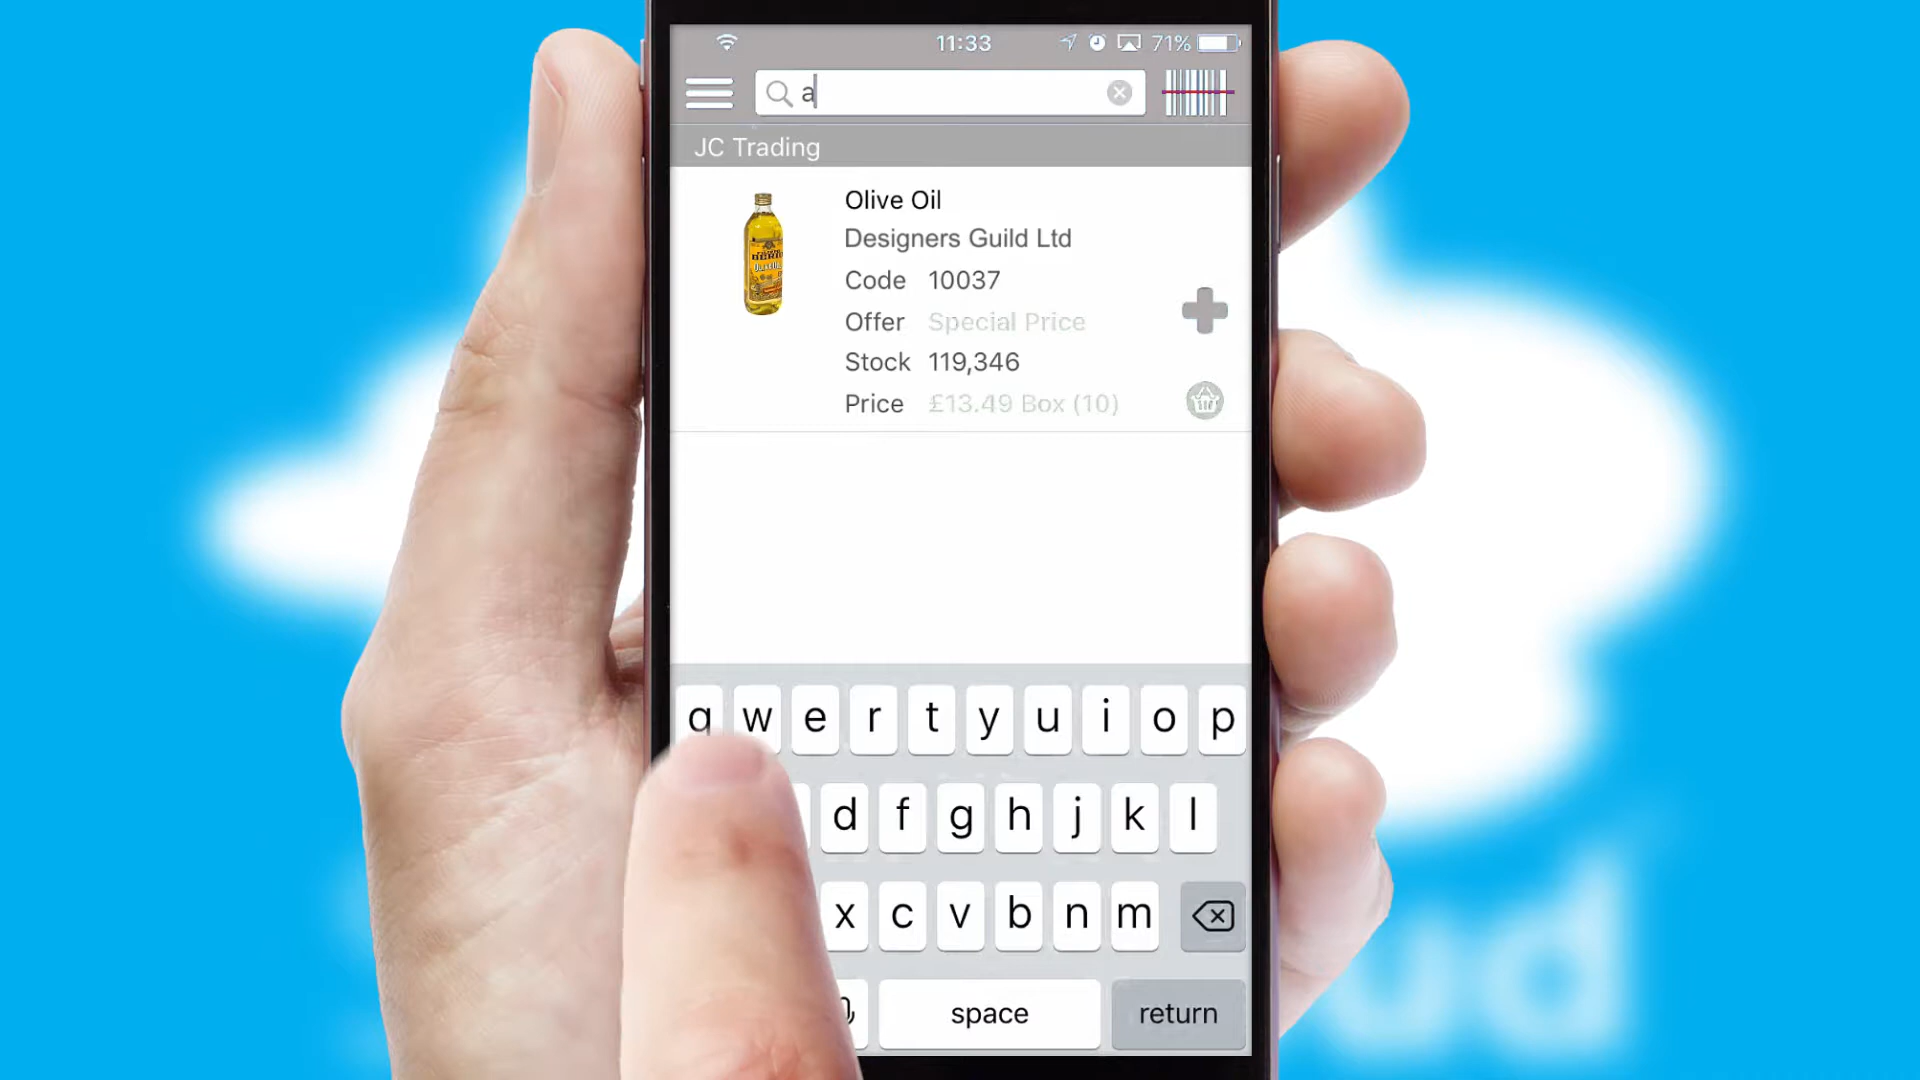 11:33
71%
a
JC Trading
Olive Oil
Designers Guild Ltd
Code 10037
Offer Special Price
Stock 119,346
Price £13.49 Box (10)
q w e r t y u i o p
d f g h j k l
x c v b n m
space return
ud